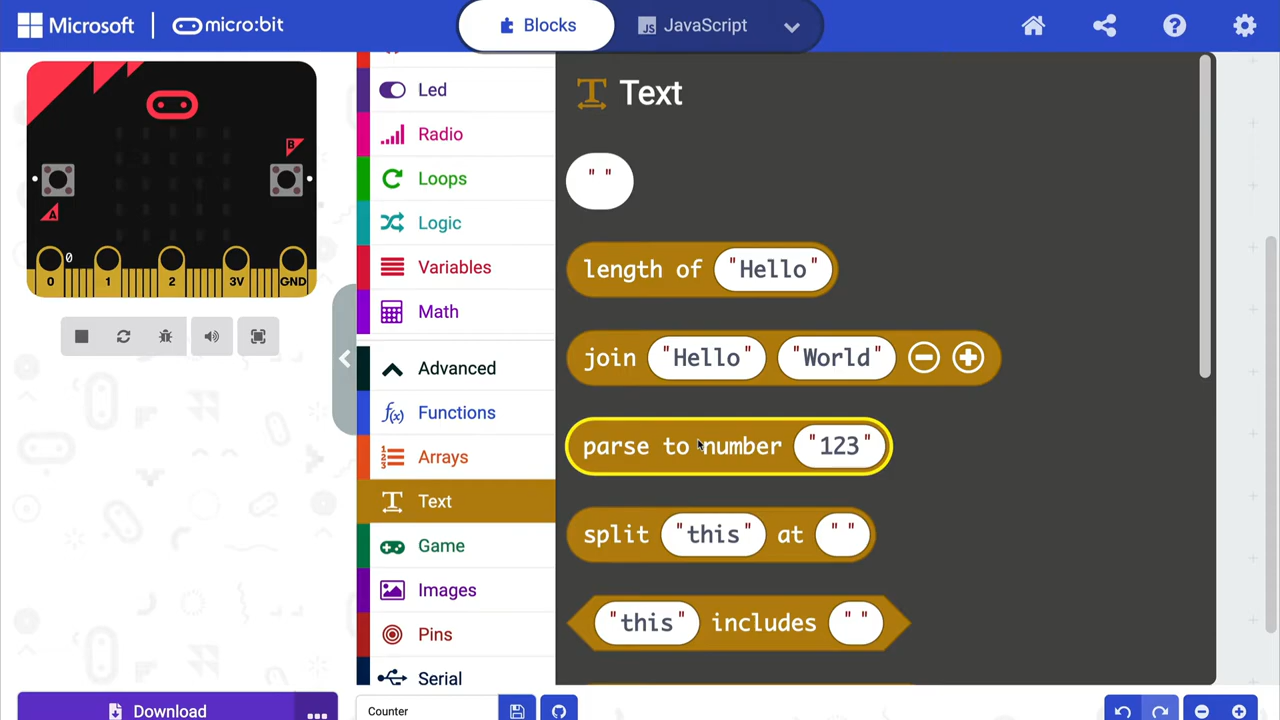 Microsoft
micro:bit
Blocks
JavaScript
A
B
0
0
1
2
3V
GND
Led
Radio
Loops
Logic
Variables
Math
Advanced
Functions
Arrays
Text
Game
Images
Pins
Serial
Text
" "
length of "Hello"
join "Hello" "World"
parse to number "123"
split "this" at " "
"this" includes " "
Download
Counter